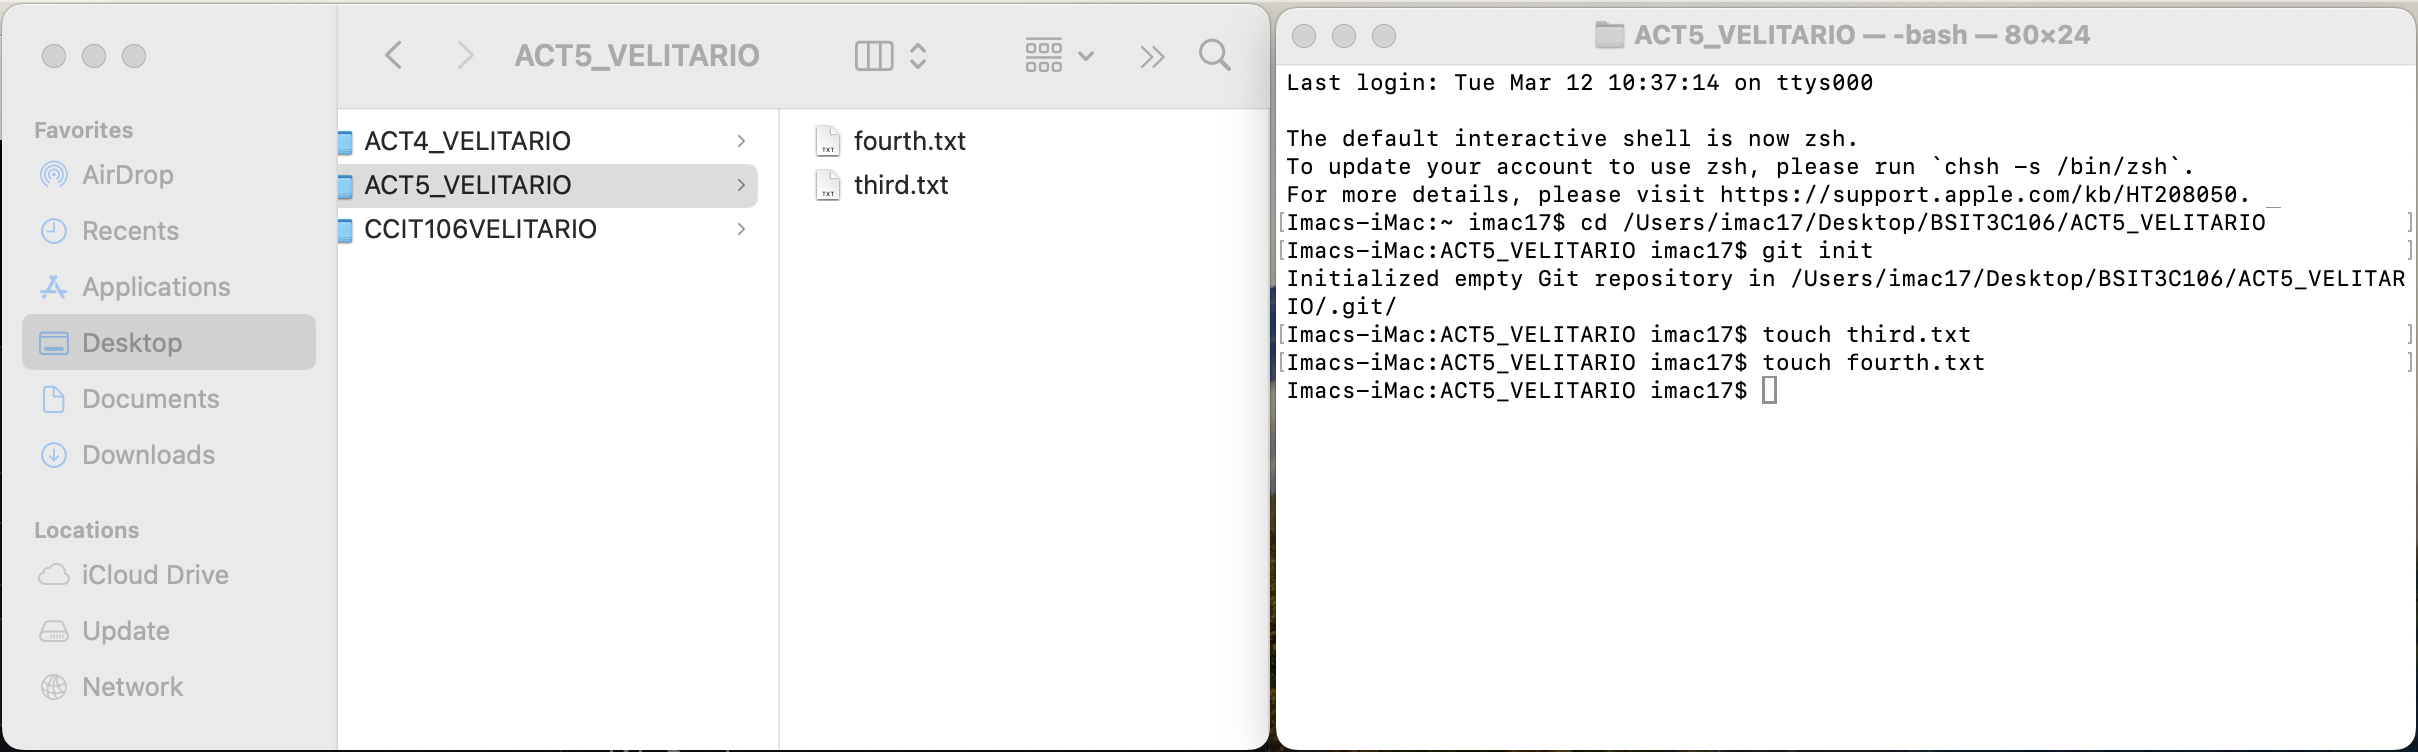 ACT5_VELITARIO
Favorites
AirDrop
Recents
Applications
Desktop
Documents
Downloads
Locations
iCloud Drive
Update
Network
ACT4_VELITARIO
ACT5_VELITARIO
CCIT106VELITARIO
fourth.txt
third.txt
ACT5_VELITARIO — -bash — 80×24
Last login: Tue Mar 12 10:37:14 on ttys000
The default interactive shell is now zsh.
To update your account to use zsh, please run `chsh -s /bin/zsh`.
For more details, please visit https://support.apple.com/kb/HT208050.
[Imacs-iMac:~ imac17$ cd /Users/imac17/Desktop/BSIT3C106/ACT5_VELITARIO ]
[Imacs-iMac:ACT5_VELITARIO imac17$ git init ]
Initialized empty Git repository in /Users/imac17/Desktop/BSIT3C106/ACT5_VELITAR
IO/.git/
[Imacs-iMac:ACT5_VELITARIO imac17$ touch third.txt ]
[Imacs-iMac:ACT5_VELITARIO imac17$ touch fourth.txt ]
Imacs-iMac:ACT5_VELITARIO imac17$